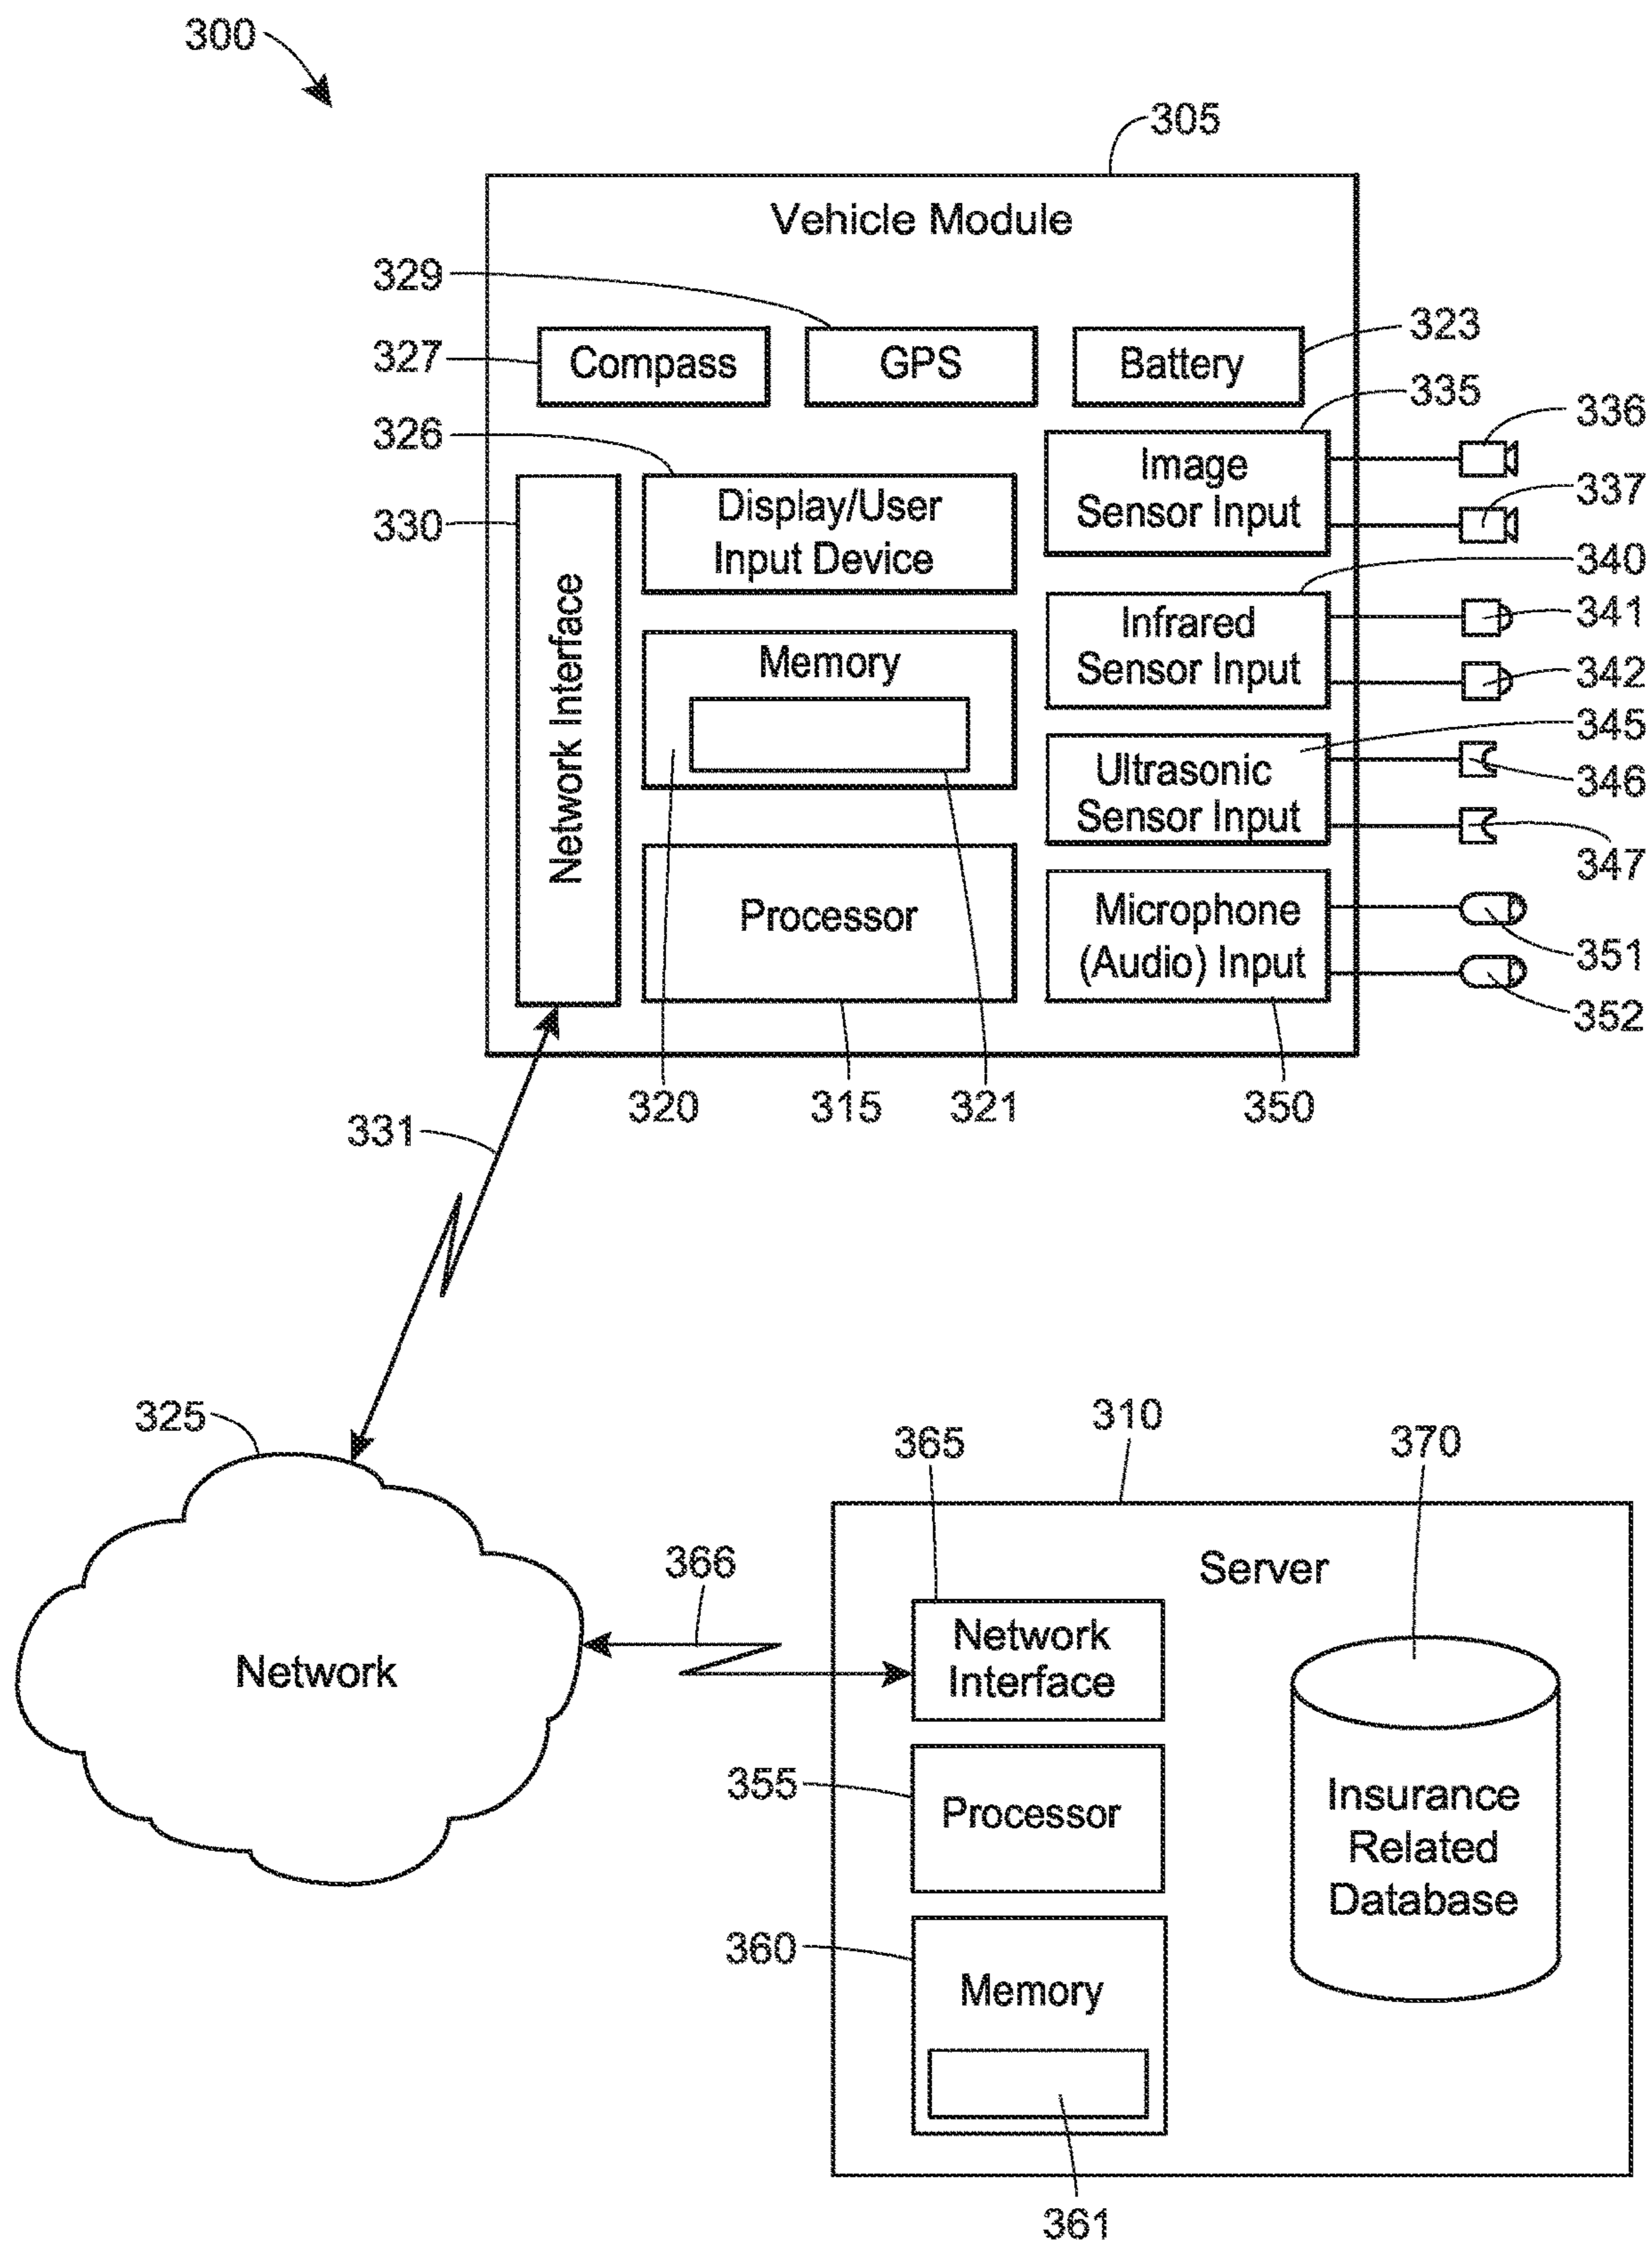 300
305
Vehicle Module
329
327
Compass
GPS
Battery
323
335
326
330
Display/User
Input Device
Image
Sensor Input
336
337
340
Network Interface
Memory
Infrared
Sensor Input
341
342
345
Ultrasonic
Sensor Input
346
347
Processor
Microphone
(Audio) Input
351
352
320
315
321
350
331
325
Network
366
310
365
370
Server
Network
Interface
355
Processor
360
Memory
361
Insurance
Related
Database